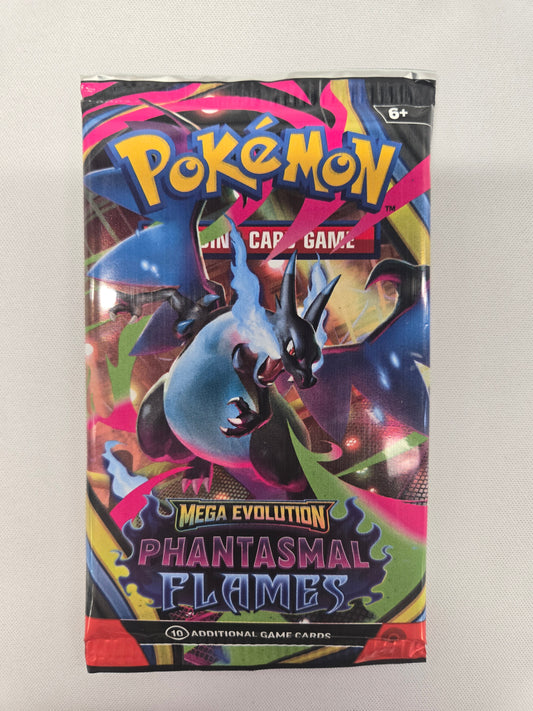 6+
POKÉMON
TM
CARD GAME
MEGA EVOLUTION
PHANTASMAL
FLAMES
10 ADDITIONAL GAME CARDS